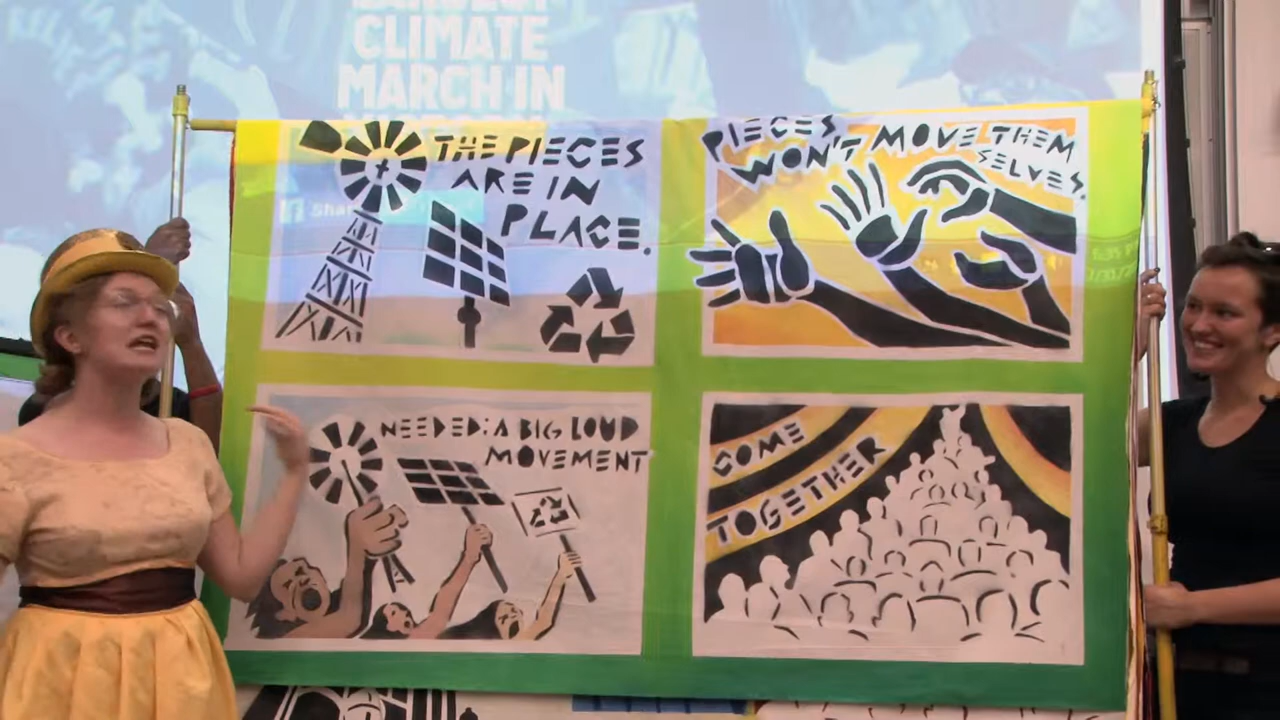 CLIMATE
MARCH IN
THE PIECES
ARE IN
PLACE.
PIECES
WON'T MOVE THEM
SELVES.
NEEDED: A BIG LOUD
MOVEMENT
COME
TOGETHER